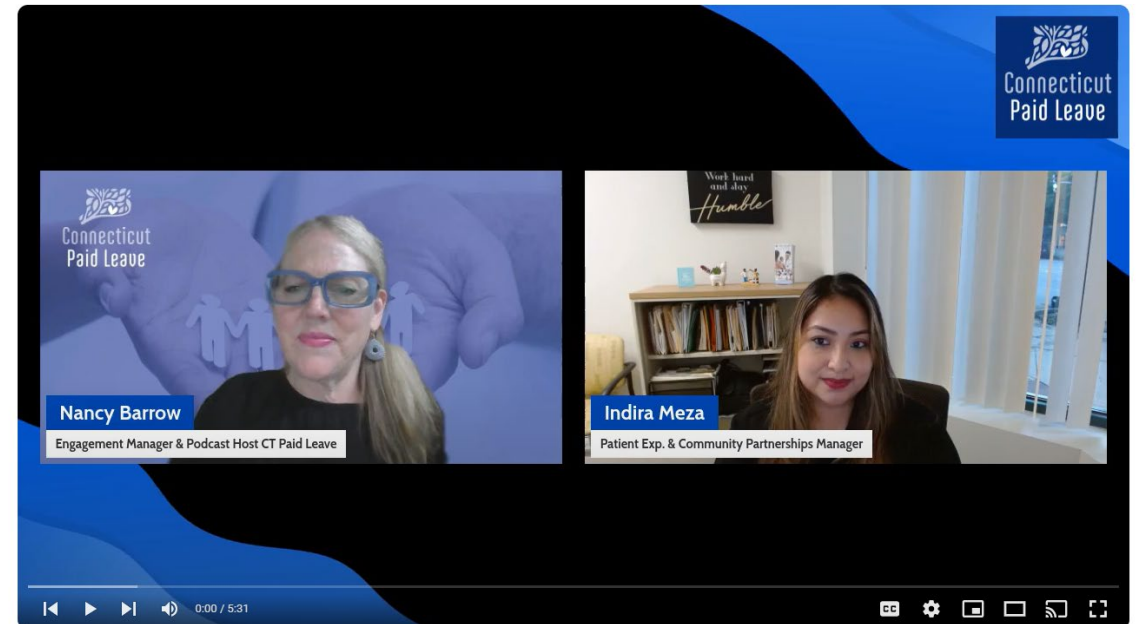 Connecticut
Paid Leave
Connecticut
Paid Leave
Work hard
and stay
Humble
Nancy Barrow
Engagement Manager & Podcast Host CT Paid Leave
Indira Meza
Patient Exp. & Community Partnerships Manager
0:00 / 5:31
CC